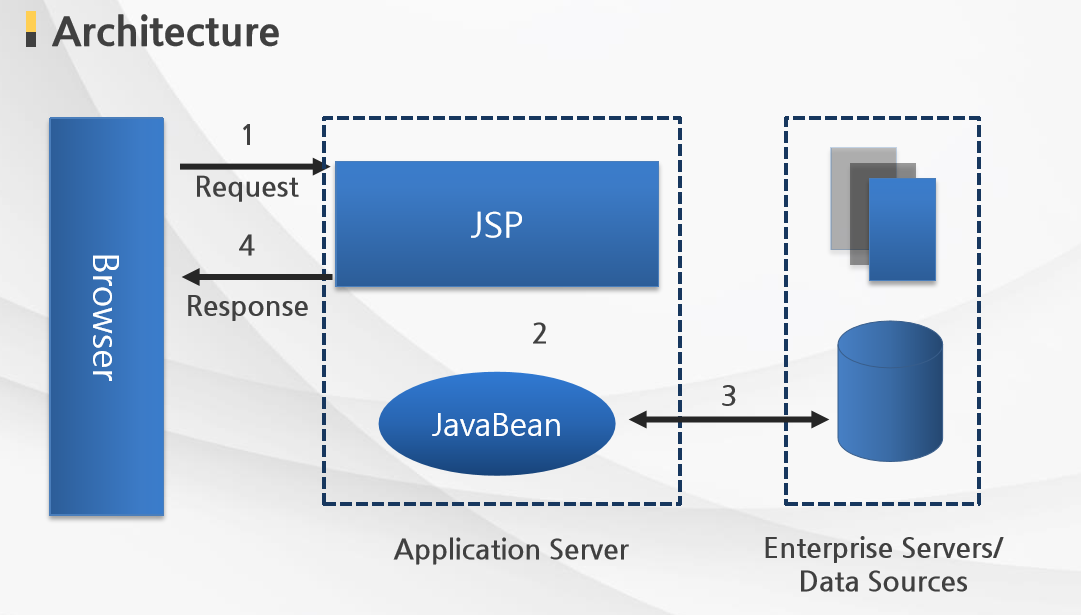 Architecture
1
Request
4
Response
Browser
JSP
2
JavaBean
3
Application Server
Enterprise Servers/
Data Sources